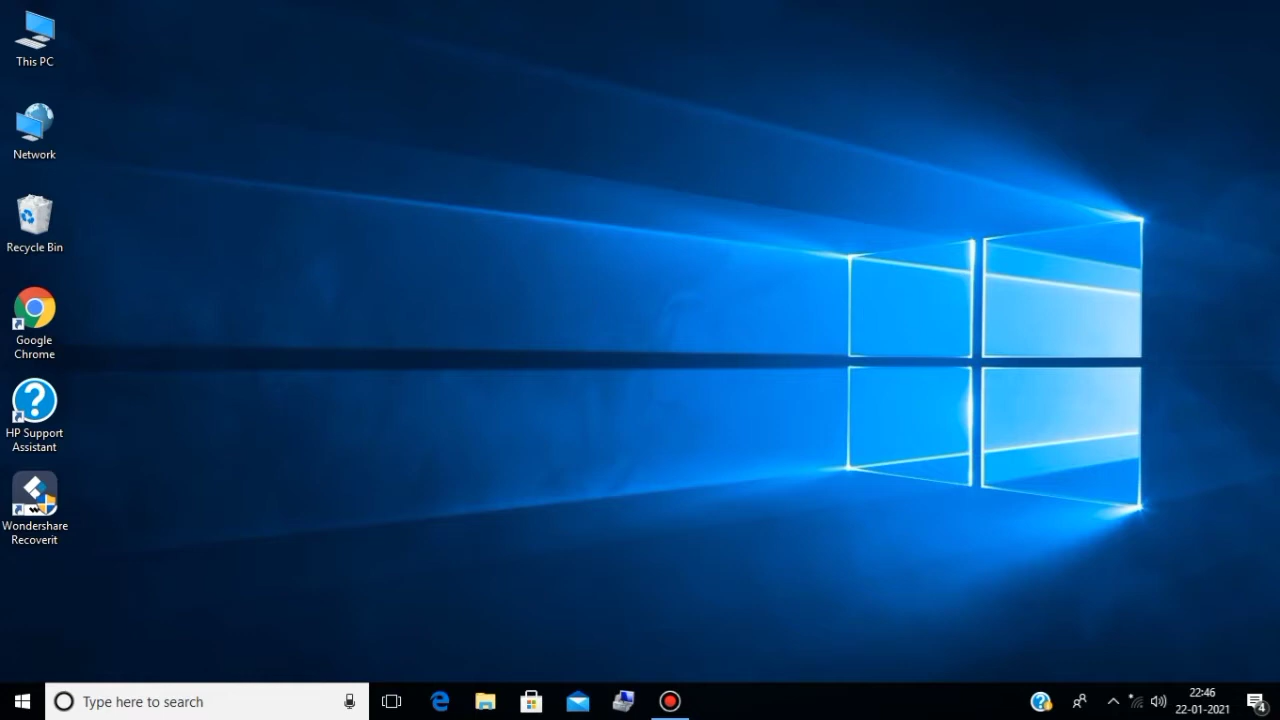 This PC
Network
Recycle Bin
Google
Chrome
HP Support
Assistant
Wondershare
Recoverit
Type here to search
22:46
22-01-2021
4